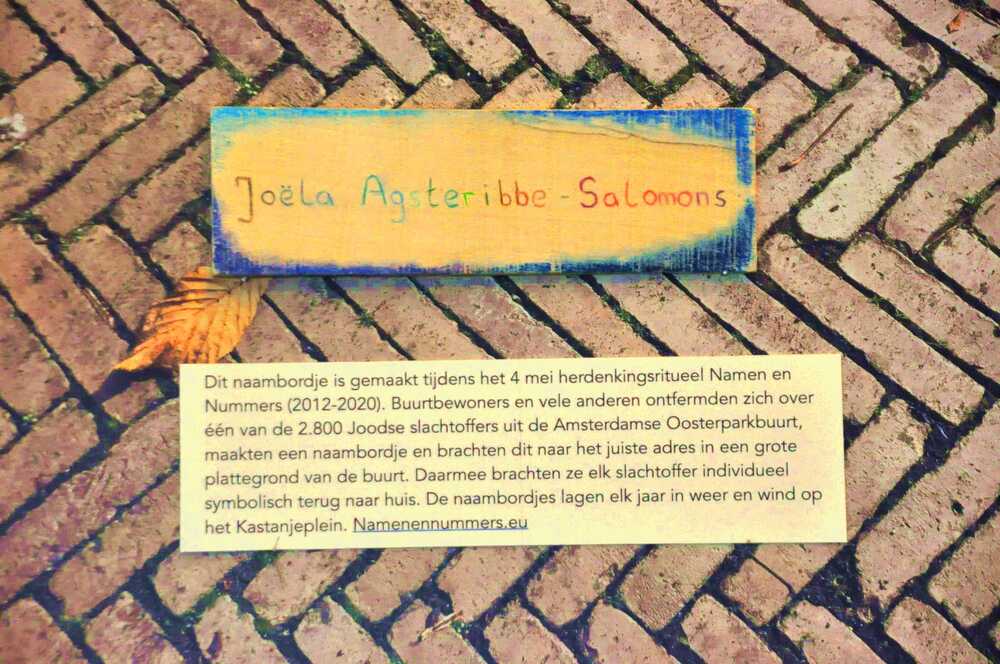 Joëla Agsteribbe - Salomons
Dit naambordje is gemaakt tijdens het 4 mei herdenkingsritueel Namen en
Nummers (2012-2020). Buurtbewoners en vele anderen ontfermden zich over
één van de 2.800 Joodse slachtoffers uit de Amsterdamse Oosterparkbuurt,
maakten een naambordje en brachten dit naar het juiste adres in een grote
plattegrond van de buurt. Daarmee brachten ze elk slachtoffer individueel
symbolisch terug naar huis. De naambordjes lagen elk jaar in weer en wind op
het Kastanjeplein. Namenennummers.eu